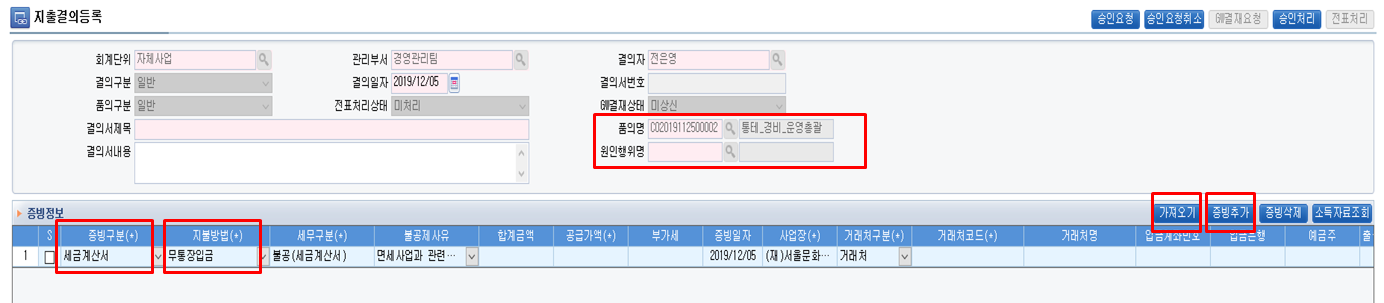 지출결의등록
승인요청 승인요청취소 GW결재요청 승인처리 전표처리
회계단위 자체사업 관리부서 경영관리팀 결의자 전은영
결의구분 일반 결의일자 2019/12/05 결의서번호
품의구분 일반 전표처리상태 미처리 GW결재상태 미상신
결의서제목 품의명 C02019112500002 통테_경비_운영총괄
결의서내용 원인행위명
증빙정보 가져오기 증빙추가 증빙삭제 소득자료조회
S 증빙구분(+) 지불방법(+) 세무구분(+) 불공제사유 합계금액 공급가액(+) 부가세 증빙일자 사업장(+) 거래처구분(+) 거래처코드(+) 거래처명 입금계좌번호 입금은행 예금주 출
1 세금계산서 무통장입금 불공(세금계산서) 면세사업과 관련… 2019/12/05 (재)서울문화… 거래처